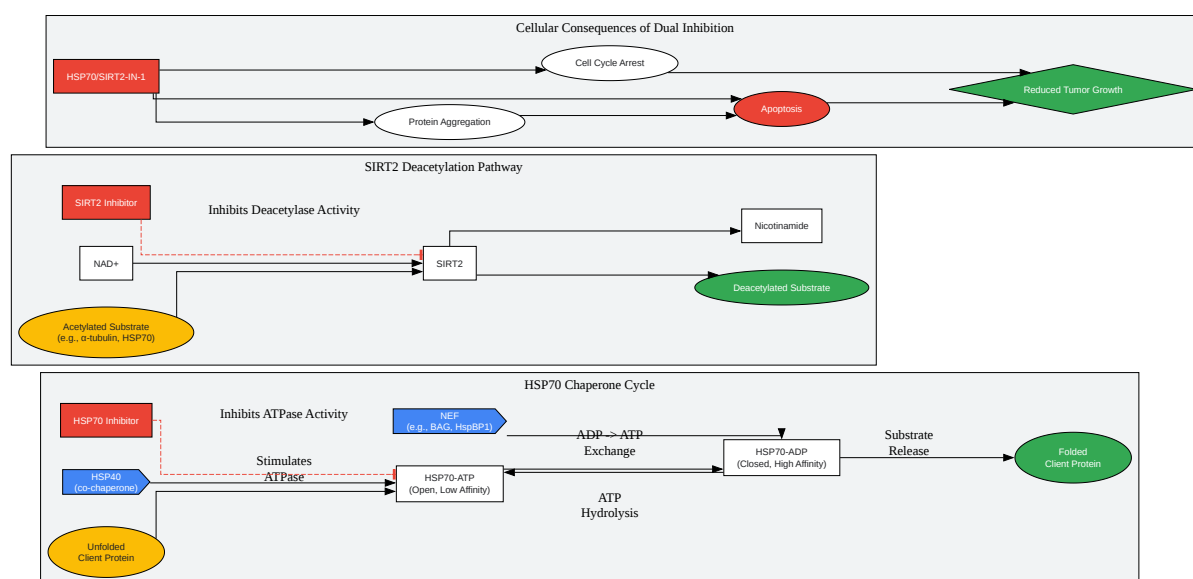 Cellular Consequences of Dual Inhibition
HSP70/SIRT2-IN-1
Cell Cycle Arrest
Reduced Tumor Growth
Apoptosis
Protein Aggregation
SIRT2 Deacetylation Pathway
SIRT2 Inhibitor
Inhibits Deacetylase Activity
Nicotinamide
NAD+
SIRT2
Deacetylated Substrate
Acetylated Substrate
(e.g., α-tubulin, HSP70)
HSP70 Chaperone Cycle
HSP70 Inhibitor
Inhibits ATPase Activity
NEF
(e.g., BAG, HspBP1)
ADP -> ATP
Exchange
HSP70-ADP
(Closed, High Affinity)
Substrate
Release
Folded
Client Protein
HSP40
(co-chaperone)
Stimulates
ATPase
HSP70-ATP
(Open, Low Affinity)
ATP
Hydrolysis
Unfolded
Client Protein